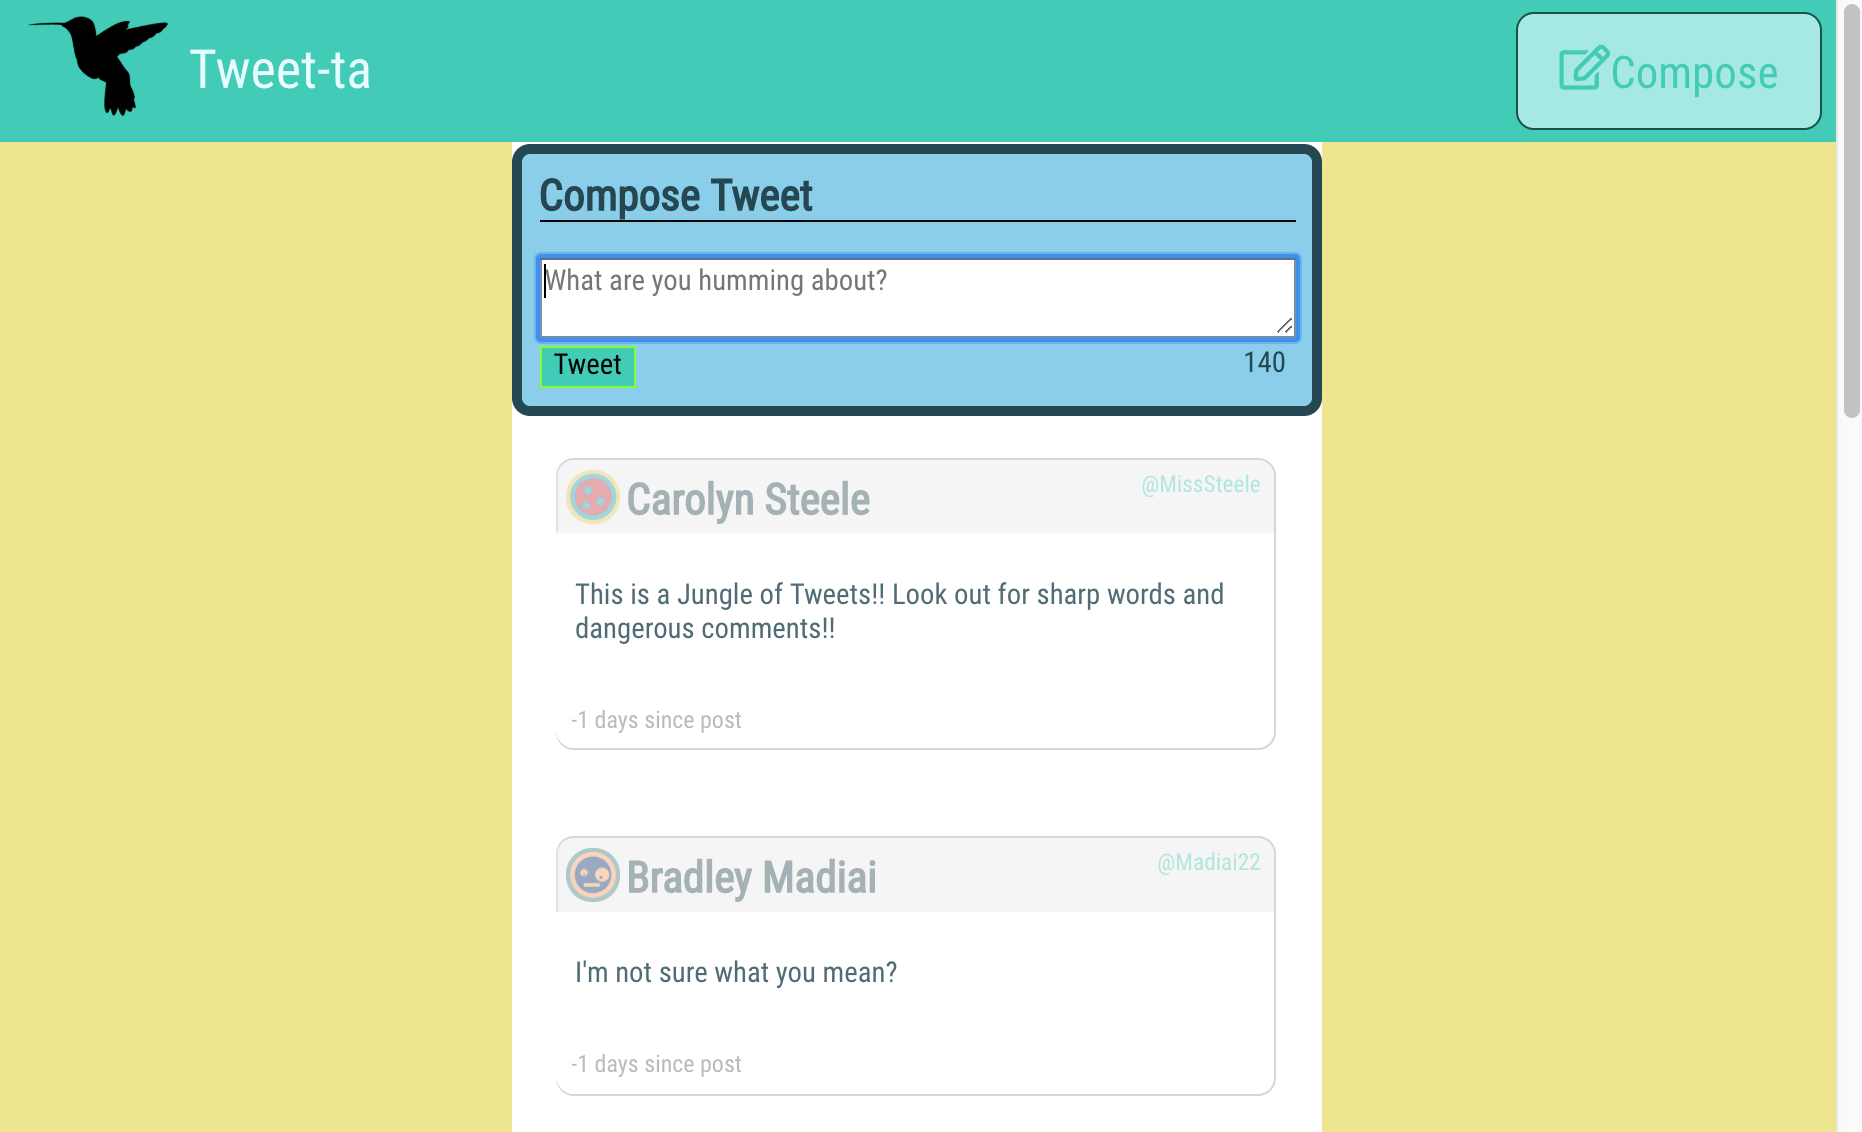 Tweet-ta
Compose
Compose Tweet
What are you humming about?
Tweet
140
Carolyn Steele
@MissSteele
This is a Jungle of Tweets!! Look out for sharp words and
dangerous comments!!
-1 days since post
Bradley Madiai
@Madiai22
I'm not sure what you mean?
-1 days since post